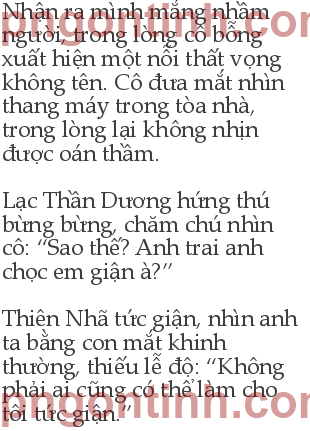 Nhận ra mình mắng nhầm
người, trong lòng cô bỗng
xuất hiện một nỗi thất vọng
không tên. Cô đưa mắt nhìn
thang máy trong tòa nhà,
trong lòng lại không nhịn
được oán thầm.
Lạc Thần Dương hứng thú
bừng bừng, chăm chú nhìn
cô: “Sao thế? Anh trai anh
chọc em giận à?”
Thiên Nhã tức giận, nhìn anh
ta bằng con mắt khinh
thường, thiếu lễ độ: “Không
phải ai cũng có thể làm cho
tôi tức giận.”
pngontinh.com
pngontinh.com